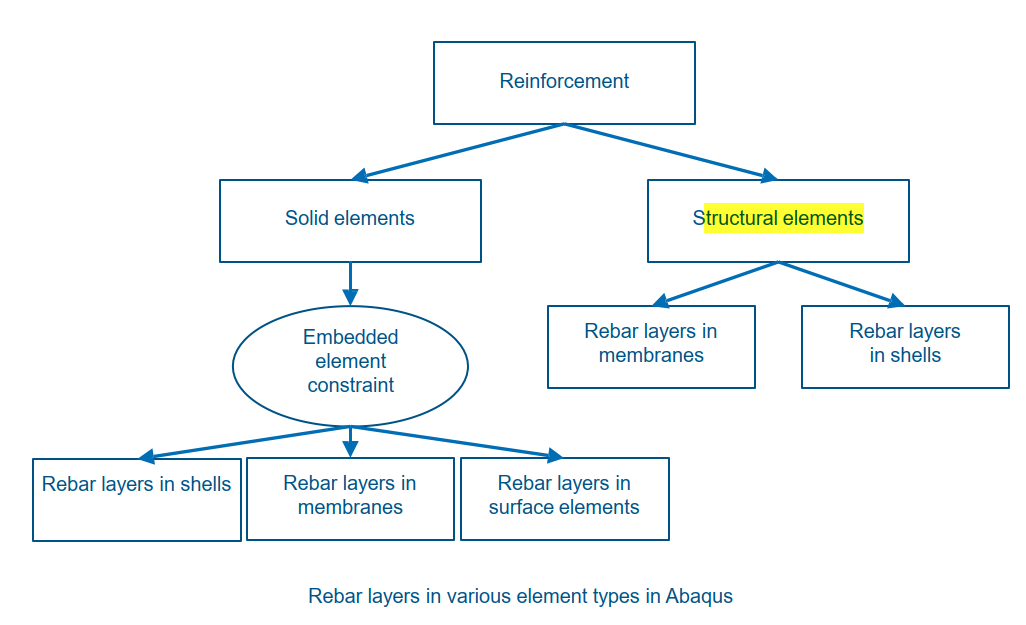 Reinforcement
Solid elements
Structural elements
Embedded
element
constraint
Rebar layers in
membranes
Rebar layers
in shells
Rebar layers in shells
Rebar layers in
membranes
Rebar layers in
surface elements
Rebar layers in various element types in Abaqus